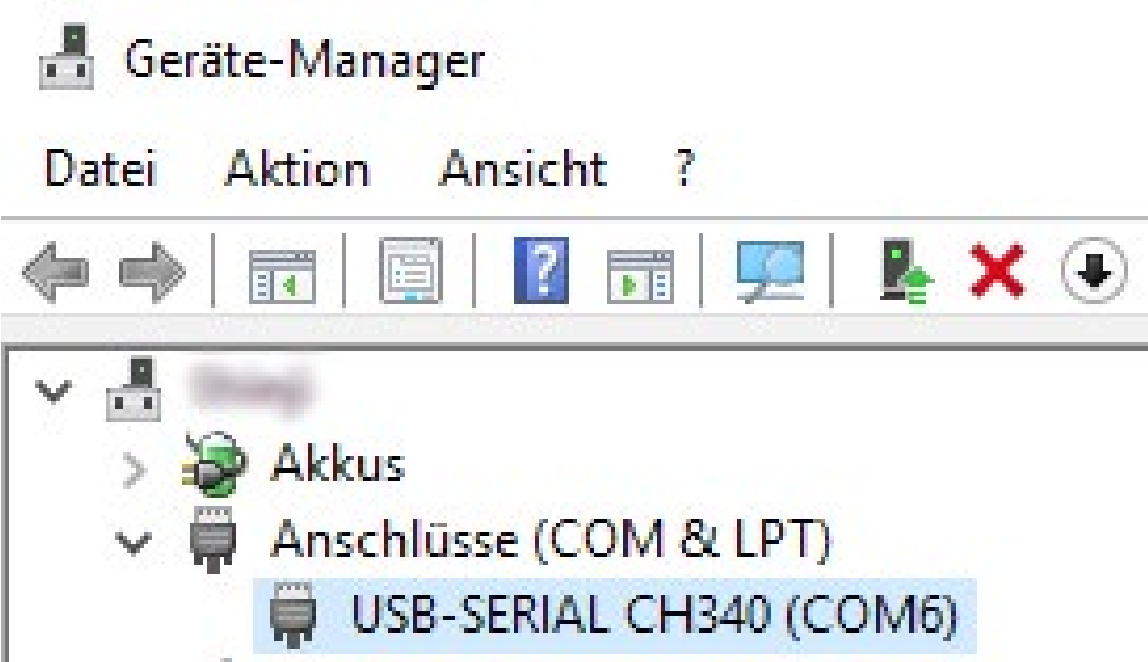 Geräte-Manager
Datei Aktion Ansicht ?
Akkus
Anschlüsse (COM & LPT)
USB-SERIAL CH340 (COM6)